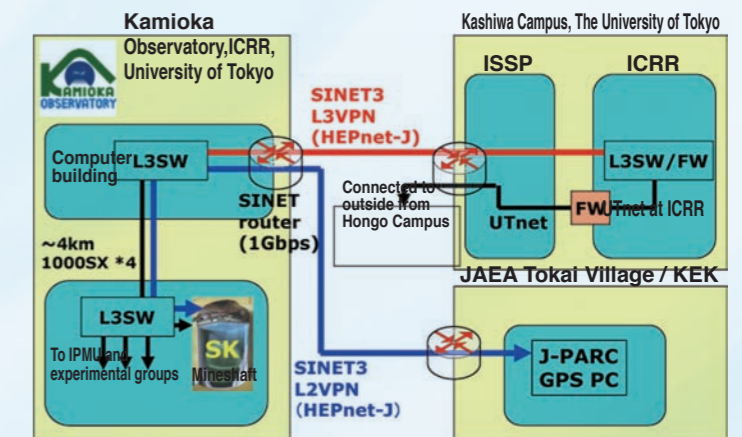 Kamioka
Observatory,ICRR,
University of Tokyo
KAMIOKA
OBSERVATORY
Computer
building
L3SW
SINET
router
(1Gbps)
~4km
1000SX *4
L3SW
To IPMU and
experimental groups
SK
Mineshaft
SINET3
L3VPN
(HEPnet-J)
Connected to
outside from
Hongo Campus
SINET3
L2VPN
(HEPnet-J)
Kashiwa Campus, The University of Tokyo
ISSP
ICRR
L3SW/FW
FW
UTnet at ICRR
UTnet
JAEA Tokai Village / KEK
J-PARC
GPS PC